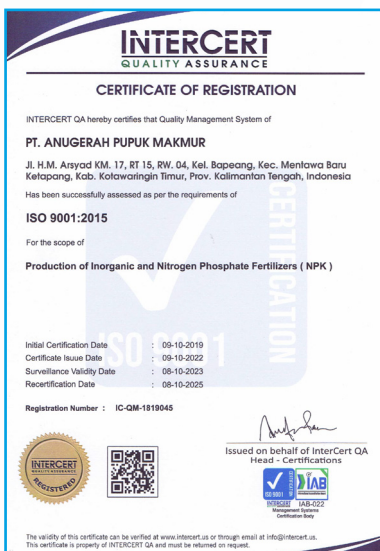 INTERCERT
QUALITY ASSURANCE
CERTIFICATE OF REGISTRATION
INTERCERT QA hereby certifies that Quality Management System of
PT. ANUGERAH PUPUK MAKMUR
Jl. H.M. Arsyad KM. 17, RT 15, RW. 04, Kel. Bapeang, Kec. Mentawa Baru
Ketapang, Kab. Kotawaringin Timur, Prov. Kalimantan Tengah, Indonesia
Has been successfully assessed as per the requirements of
ISO 9001:2015
For the scope of
Production of Inorganic and Nitrogen Phosphate Fertilizers ( NPK )
CERTIFICATION
ISO 9001
Initial Certification Date : 09-10-2019
Certificate Isuue Date : 09-10-2022
Surveillance Validity Date : 08-10-2023
Recertification Date : 08-10-2025
Registration Number : IC-QM-1819045
INTERCERT
QUALITY ASSURANCE
REGISTERED
Issued on behalf of InterCert QA
Head - Certifications
ISO 9001
CERTIFICATION
IAB
INTERCERT
IAB-022
Management Systems
Certification Body
The validity of this certificate can be verified at www.intercert.us or through email at info@intercert.us.
This certificate is property of INTERCERT QA and must be returned on request.